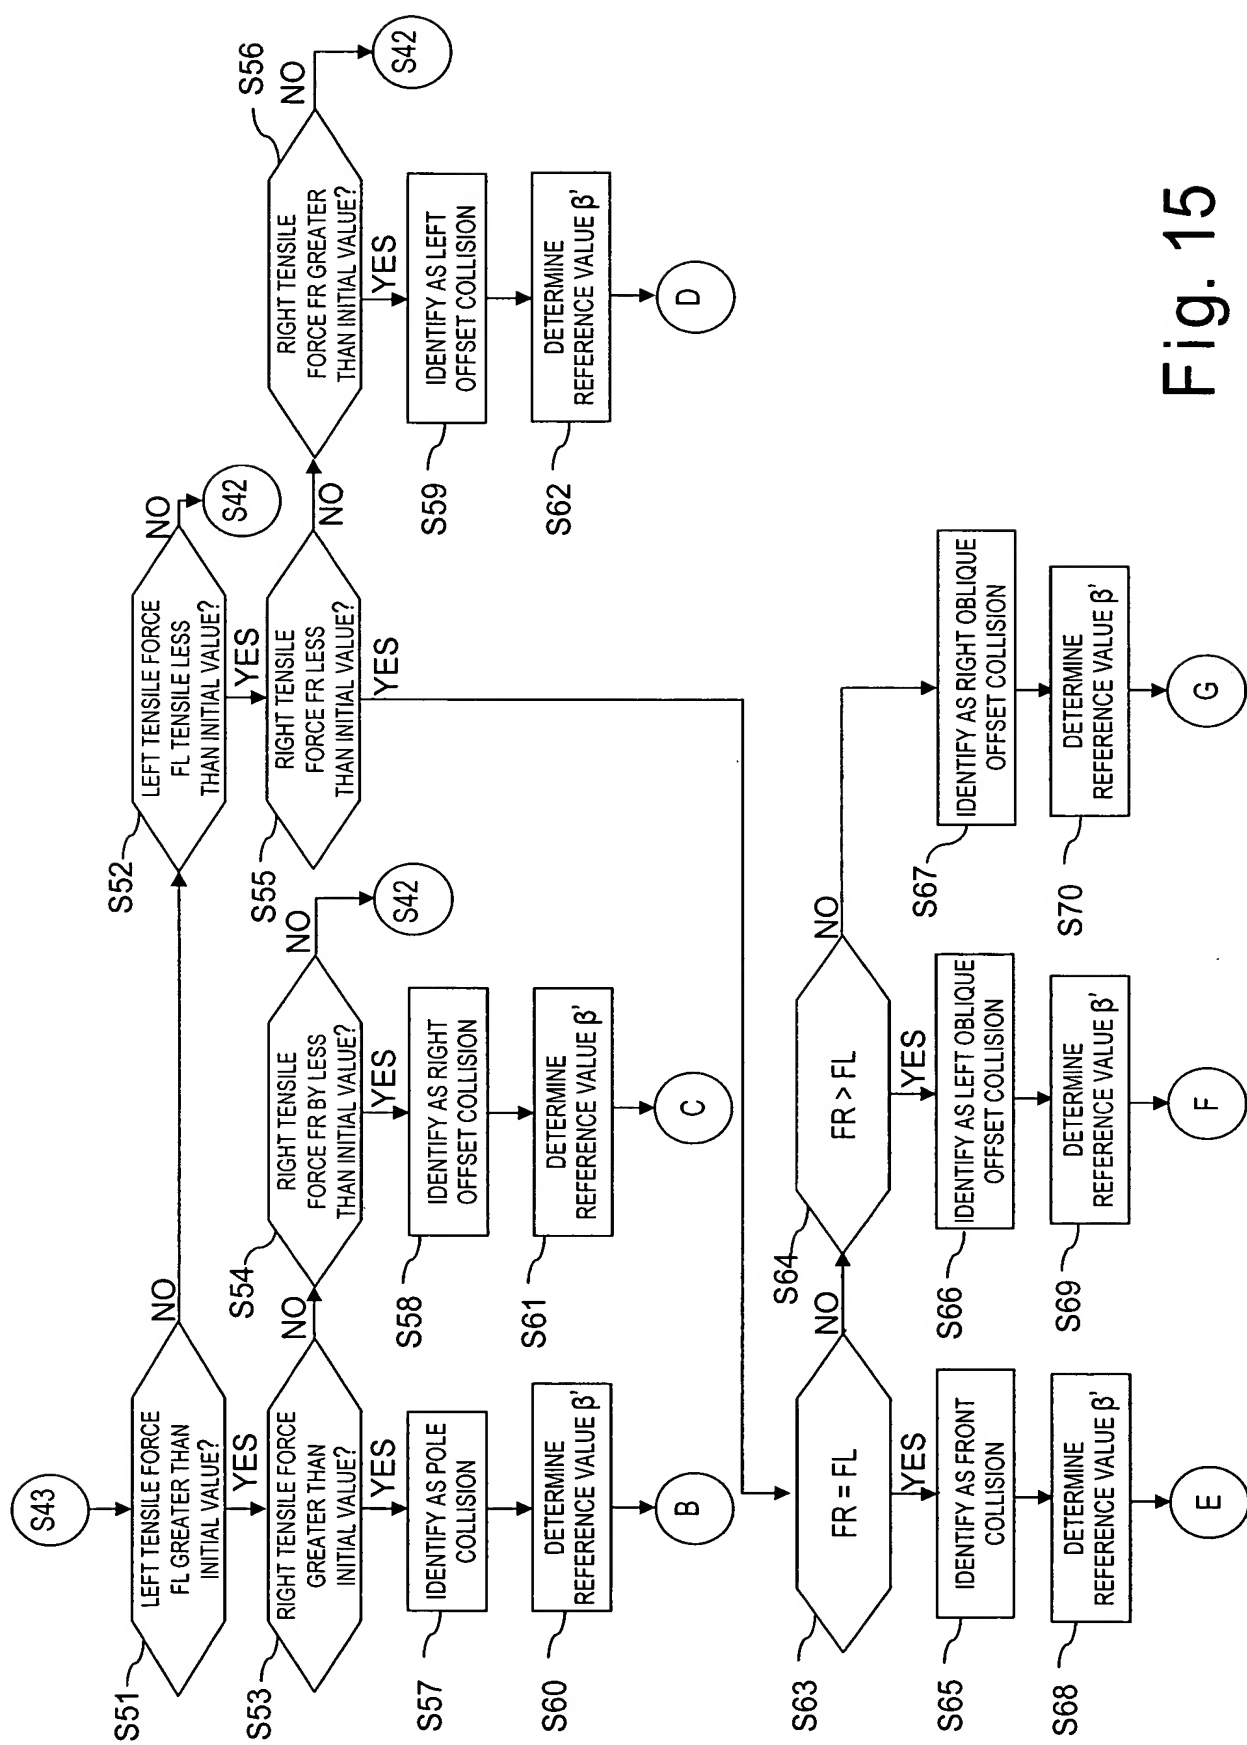 S43
S51
LEFT TENSILE FORCE
FL GREATER THAN
INITIAL VALUE?
NO
YES
S52
LEFT TENSILE FORCE
FL TENSILE LESS
THAN INITIAL VALUE?
NO
S42
YES
S53
RIGHT TENSILE FORCE
GREATER THAN
INITIAL VALUE?
NO
YES
S54
RIGHT TENSILE
FORCE FR BY LESS
THAN INITIAL VALUE?
NO
S42
YES
S55
RIGHT TENSILE
FORCE FR LESS
THAN INITIAL VALUE?
NO
YES
S56
RIGHT TENSILE
FORCE FR GREATER
THAN INITIAL VALUE?
NO
S42
YES
S57
IDENTIFY AS POLE
COLLISION
S58
IDENTIFY AS RIGHT
OFFSET COLLISION
S59
IDENTIFY AS LEFT
OFFSET COLLISION
S60
DETERMINE
REFERENCE VALUE β'
S61
DETERMINE
REFERENCE VALUE β'
S62
DETERMINE
REFERENCE VALUE β'
B
C
D
S63
FR = FL
NO
YES
S64
FR > FL
NO
YES
S65
IDENTIFY AS FRONT
COLLISION
S66
IDENTIFY AS LEFT OBLIQUE
OFFSET COLLISION
S67
IDENTIFY AS RIGHT OBLIQUE
OFFSET COLLISION
S68
DETERMINE
REFERENCE VALUE β'
S69
DETERMINE
REFERENCE VALUE β'
S70
DETERMINE
REFERENCE VALUE β'
E
F
G
Fig. 15